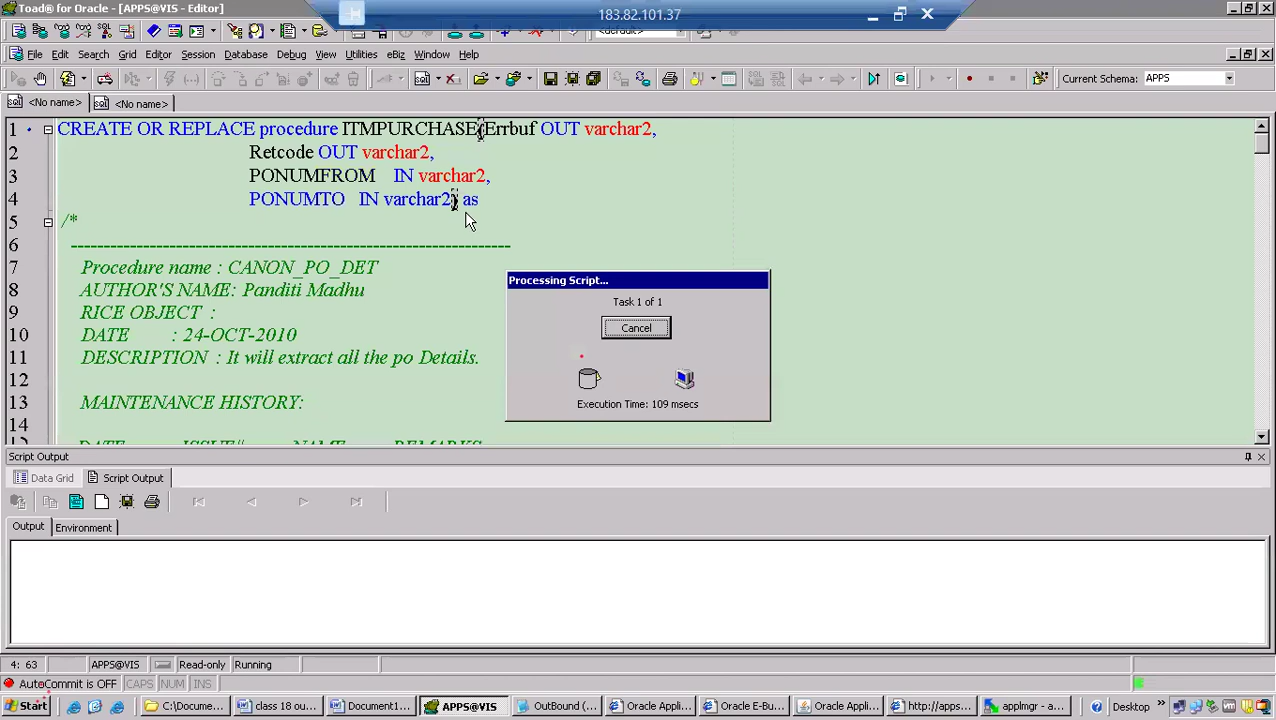 Toad® for Oracle - [APPS@VIS - Editor]
183.82.101.37
<default>
File Edit Search Grid Editor Session Database Debug View Utilities eBiz Window Help
Current Schema: APPS
<No name> <No name>
1 CREATE OR REPLACE procedure ITMPURCHASE(Errbuf OUT varchar2,
2 Retcode OUT varchar2,
3 PONUMFROM IN varchar2,
4 PONUMTO IN varchar2) as
5 /*
6 -------------------------------------------------------------------
7 Procedure name : CANON_PO_DET
8 AUTHOR'S NAME: Panditi Madhu
9 RICE OBJECT :
10 DATE : 24-OCT-2010
11 DESCRIPTION : It will extract all the po Details.
12
13 MAINTENANCE HISTORY:
14
DATE ISSUE# NAME REMARKS
Processing Script...
Task 1 of 1
Cancel
Execution Time: 109 msecs
Script Output
Data Grid Script Output
Output Environment
4: 63 APPS@VIS Read-only Running
AutoCommit is OFF CAPS NUM INS
Start C:\Docume... class 18 ou... Document1... APPS@VIS OutBound (... Oracle Appli... Oracle E-Bu... Oracle Appli... http://apps... applmgr - a... Desktop »